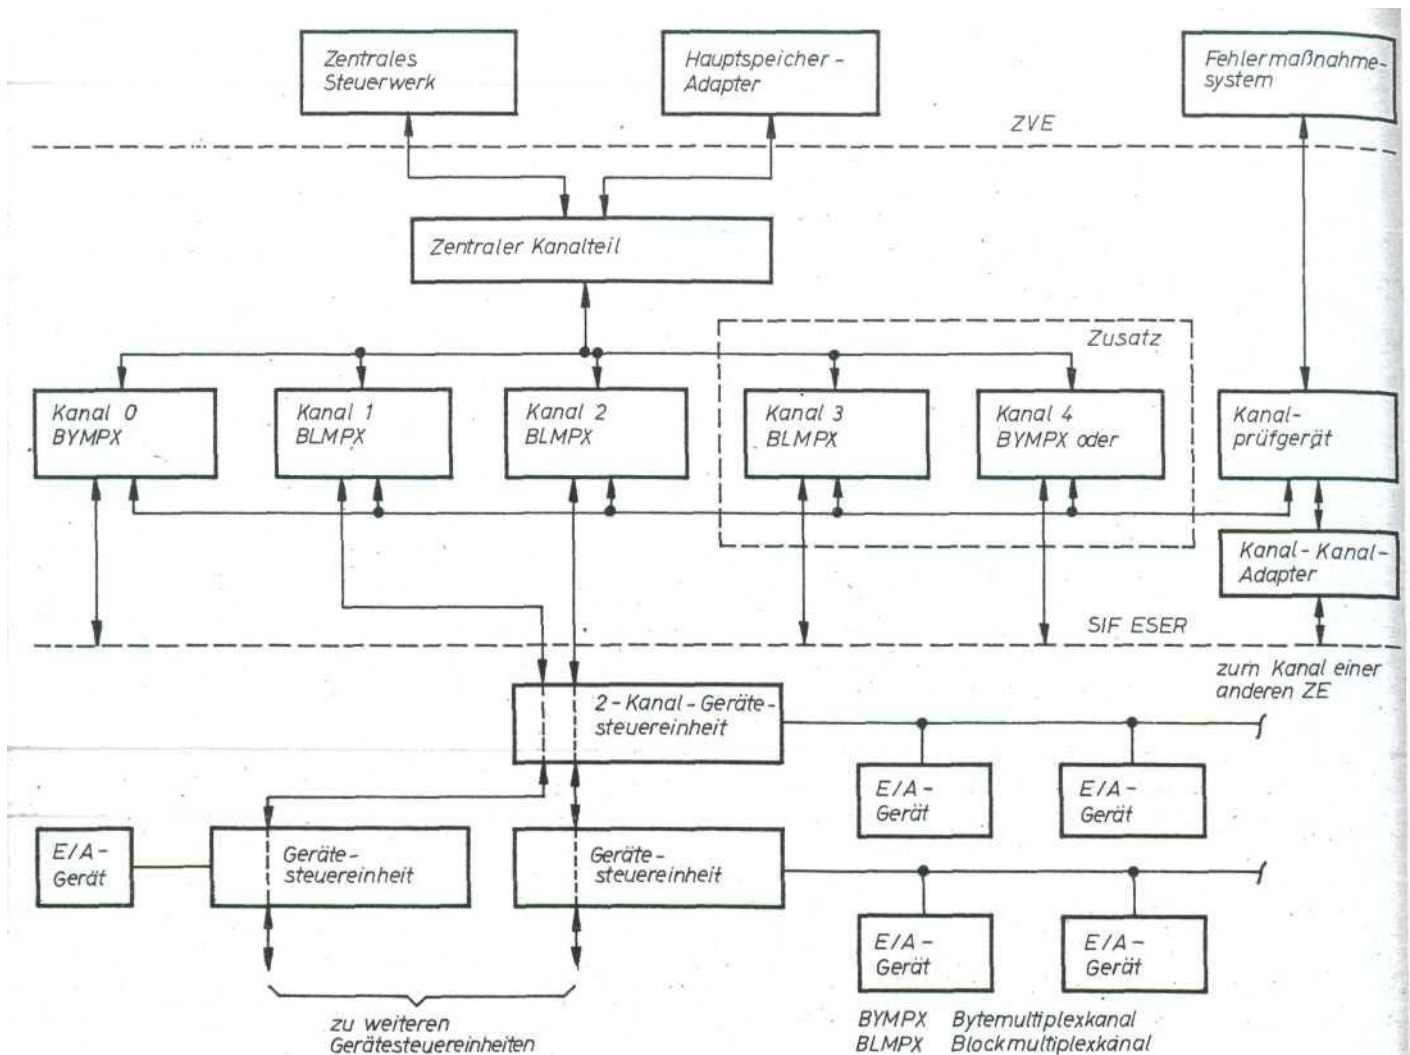 Zentrales
Steuerwerk
Hauptspeicher-
Adapter
Fehlermaßnahme-
system
ZVE
Zentraler Kanalteil
Zusatz
Kanal 0
BYMPX
Kanal 1
BLMPX
Kanal 2
BLMPX
Kanal 3
BLMPX
Kanal 4
BYMPX oder
Kanal-
prüfgerät
Kanal-Kanal-
Adapter
SIF ESER
zum Kanal einer
anderen ZE
2-Kanal-Geräte-
steuereinheit
E/A-
Gerät
E/A-
Gerät
E/A-
Gerät
Geräte-
steuereinheit
Geräte-
steuereinheit
E/A-
Gerät
E/A-
Gerät
zu weiteren
Gerätesteuereinheiten
BYMPX Bytemultiplexkanal
BLMPX Blockmultiplexkanal